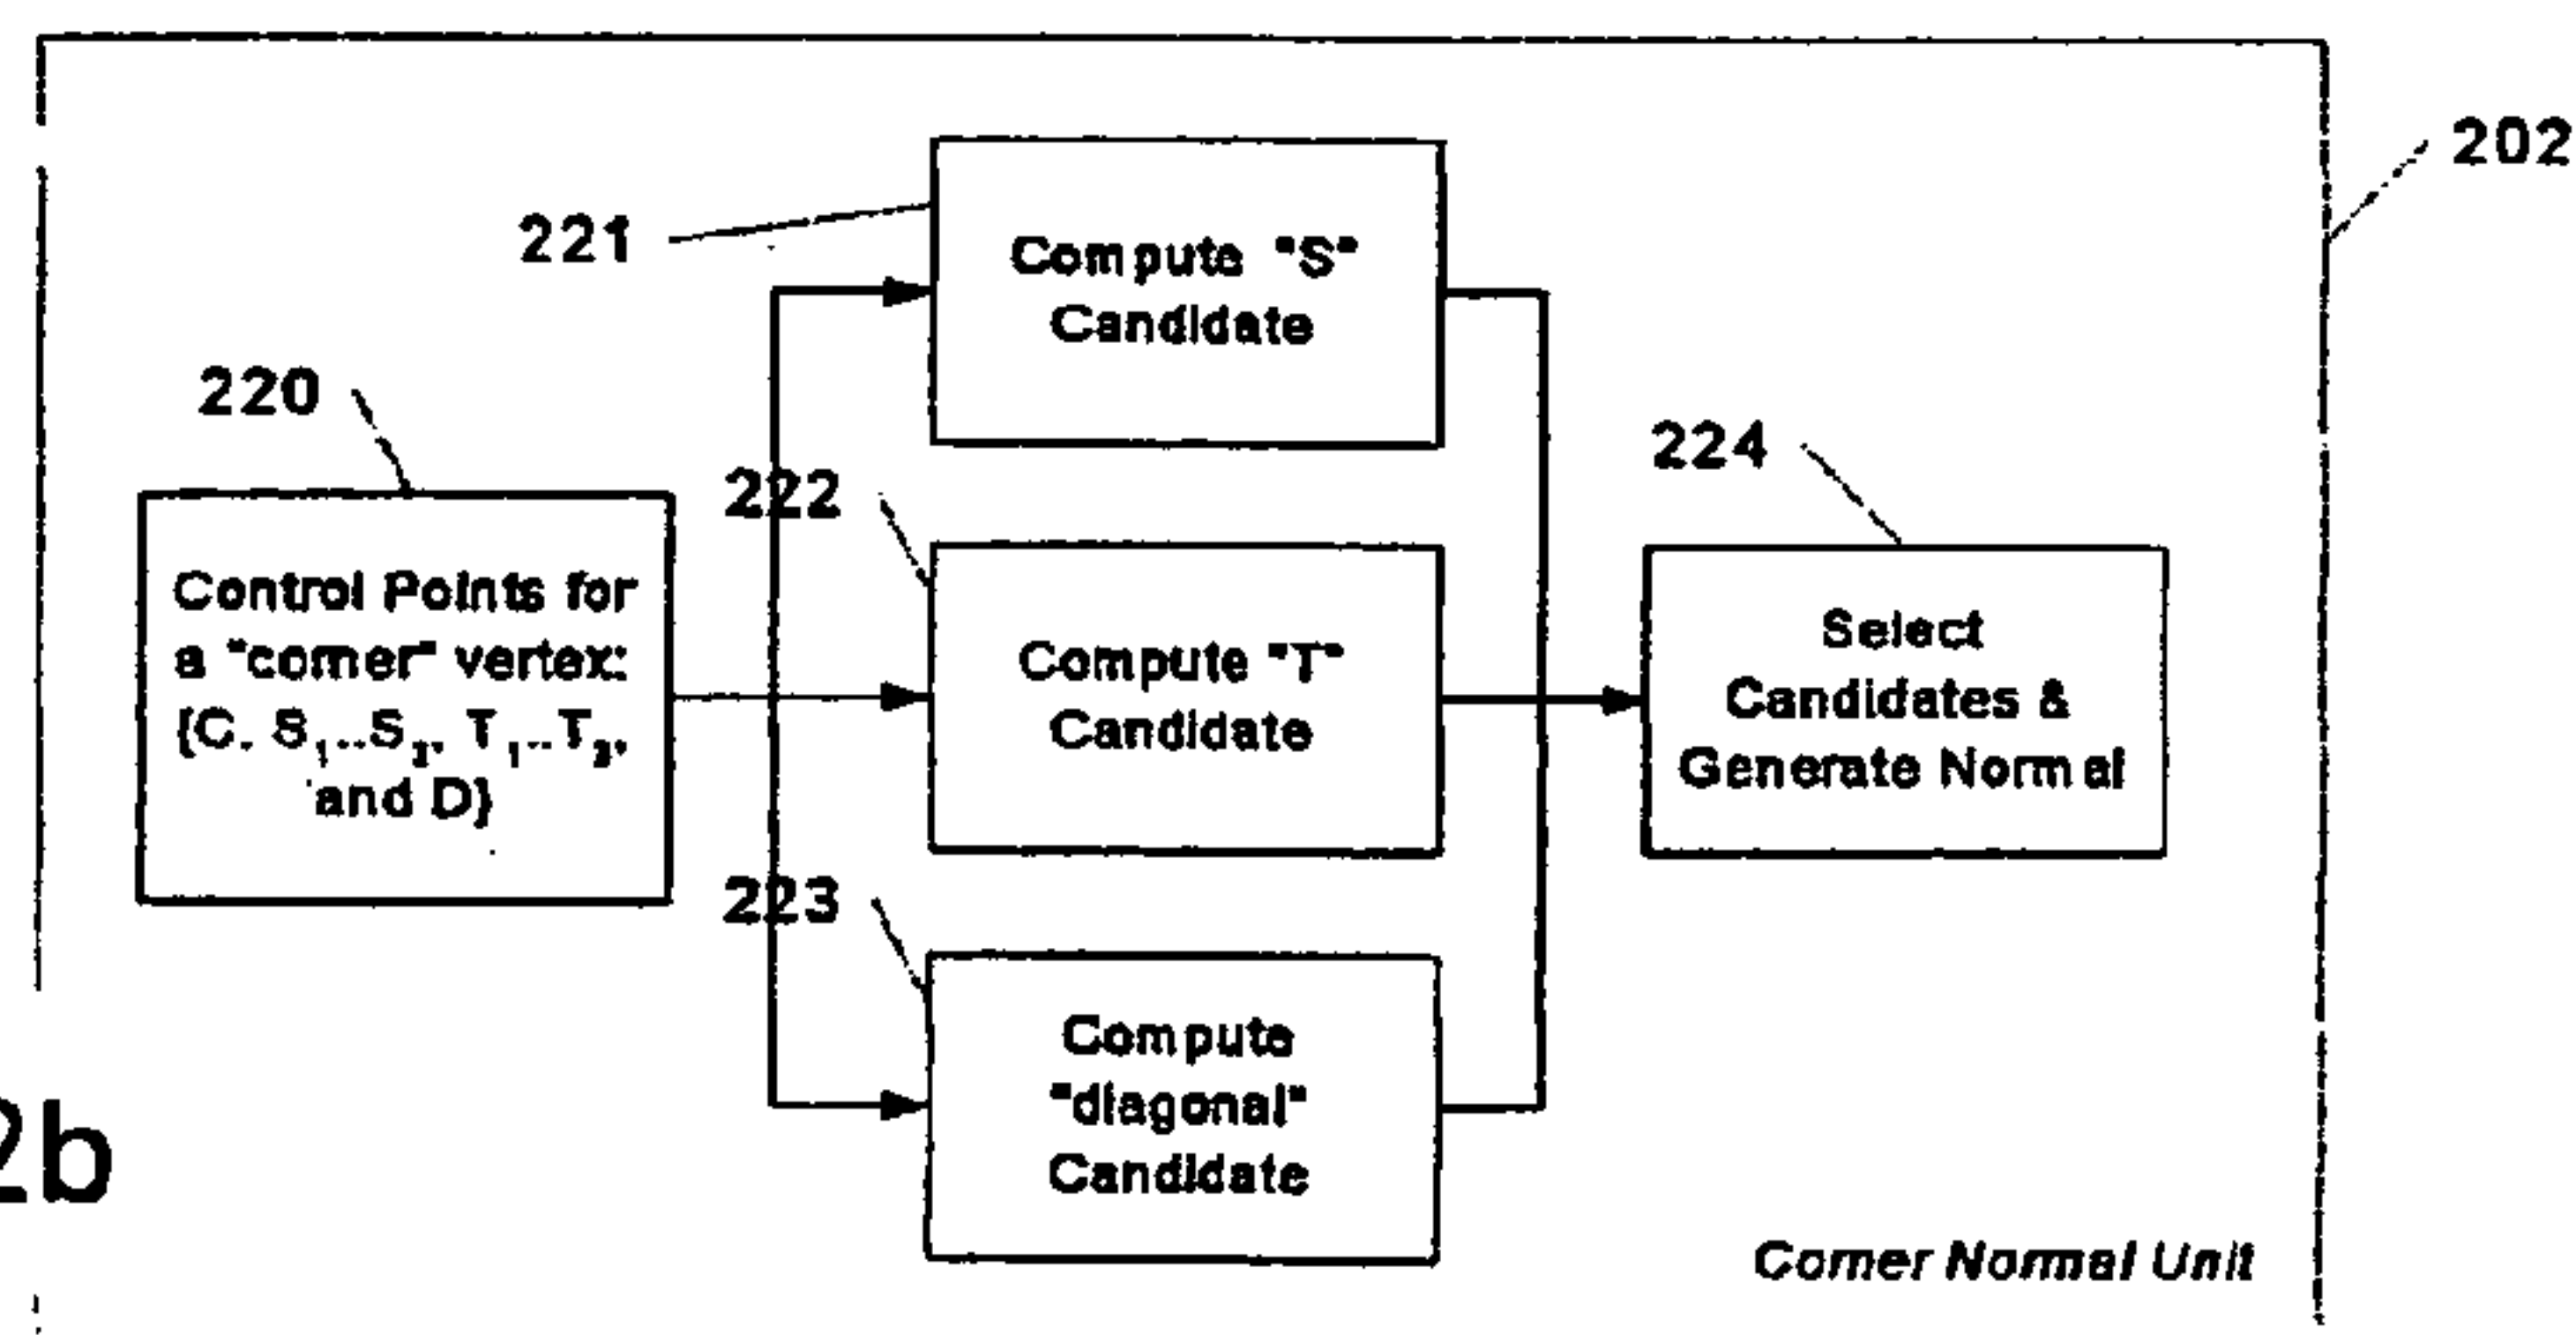 202
221
Compute "S"
Candidate
220
222
224
Control Points for
a "corner" vertex:
{C, S₁..S₃, T₁..T₃,
and D}
Compute "T"
Candidate
Select
Candidates &
Generate Normal
223
Compute
"diagonal"
Candidate
2b
Corner Normal Unit